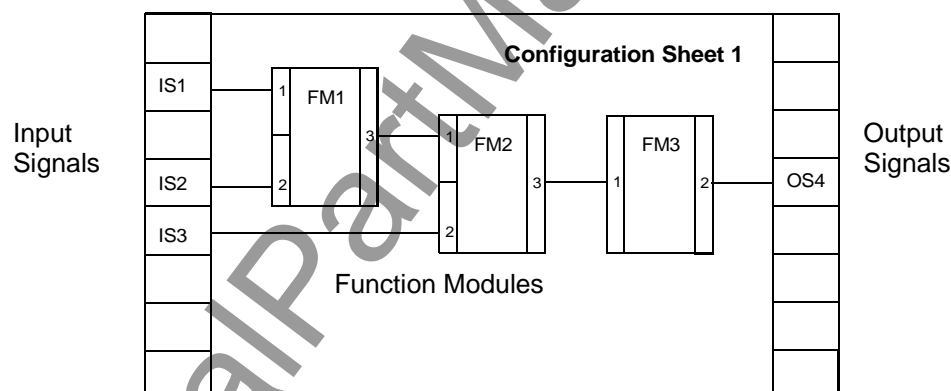 Configuration Sheet 1
IS1
1
FM1
3
1
FM2
FM3
Input
Signals
Output
Signals
IS2
2
3
1
2
OS4
IS3
2
Function Modules